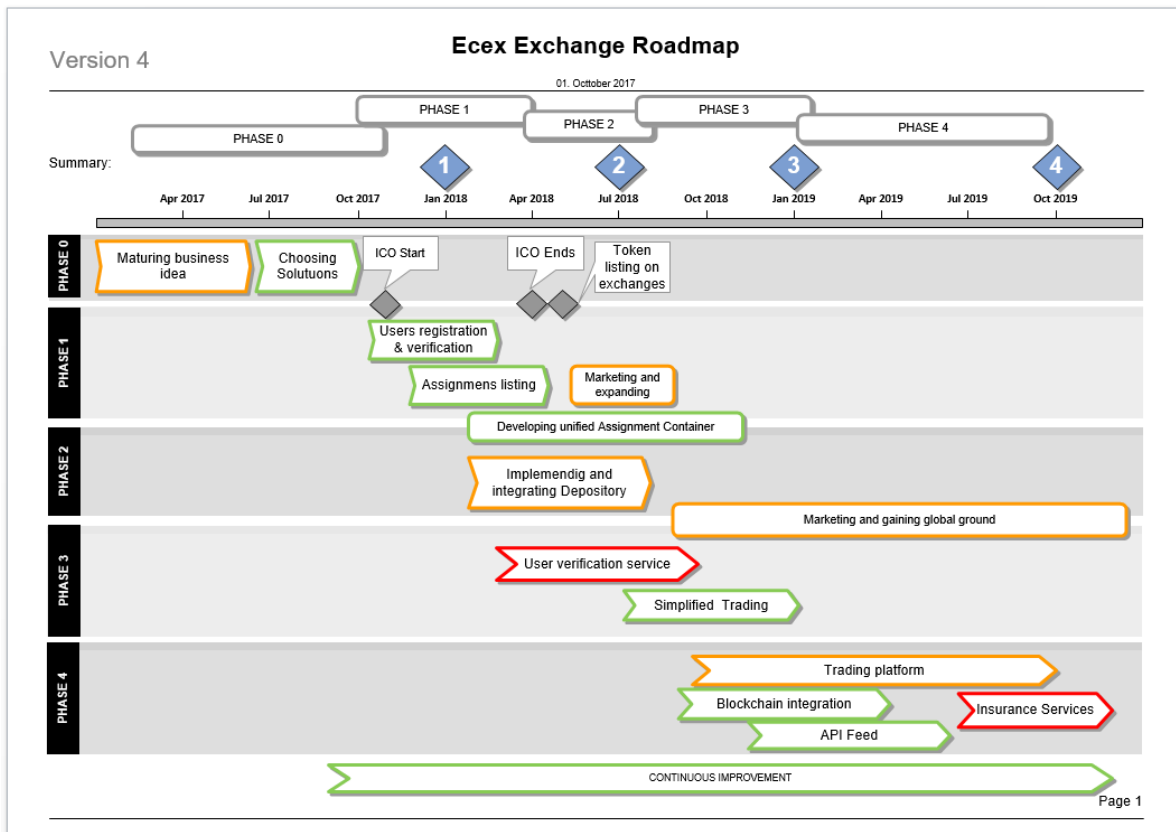 Version 4
Ecex Exchange Roadmap
01. Octtober 2017
PHASE 0
PHASE 1
PHASE 2
PHASE 3
PHASE 4
Summary:
1
2
3
4
Apr 2017
Jul 2017
Oct 2017
Jan 2018
Apr 2018
Jul 2018
Oct 2018
Jan 2019
Apr 2019
Jul 2019
Oct 2019
PHASE 0
Maturing business
idea
Choosing
Solutuons
ICO Start
ICO Ends
Token
listing on
exchanges
PHASE 1
Users registration
& verification
Assignmens listing
Marketing and
expanding
Developing unified Assignment Container
PHASE 2
Implemendig and
integrating Depository
Marketing and gaining global ground
PHASE 3
User verification service
Simplified Trading
PHASE 4
Trading platform
Blockchain integration
Insurance Services
API Feed
CONTINUOUS IMPROVEMENT
Page 1